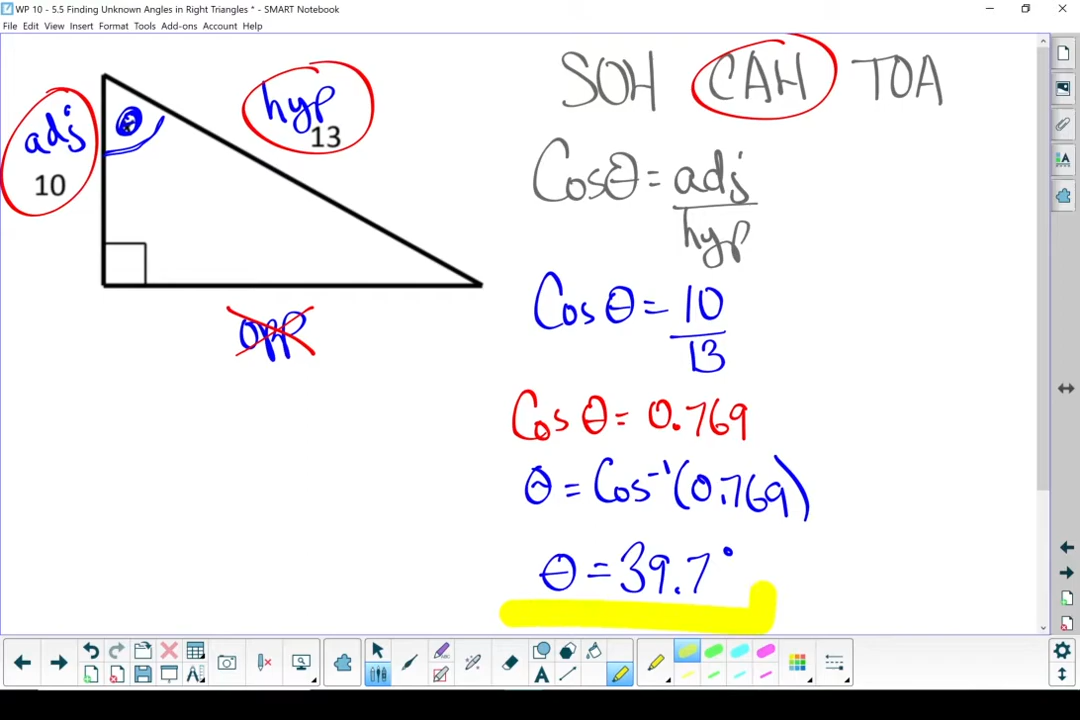 WP 10 - 5.5 Finding Unknown Angles in Right Triangles * - SMART Notebook
File Edit View Insert Format Tools Add-ons Account Help
SOH CAH TOA
hyp
13
adj
10
θ
Cosθ = adj
hyp
Cos θ = 10
13
opp
Cos θ = 0.769
θ = Cos⁻¹(0.769)
θ = 39.7°